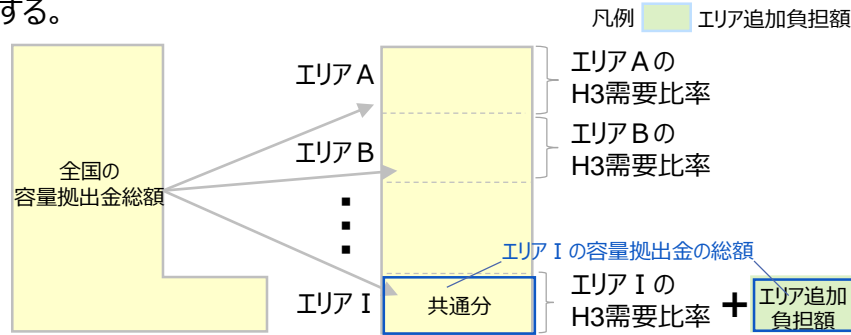 する。
凡例 エリア追加負担額
エリアA
エリアAの
H3需要比率
エリアB
エリアBの
H3需要比率
全国の
容量拠出金総額
⋮
エリアⅠの容量拠出金の総額
エリアⅠ
共通分
エリアⅠの
H3需要比率
+
エリア追加
負担額